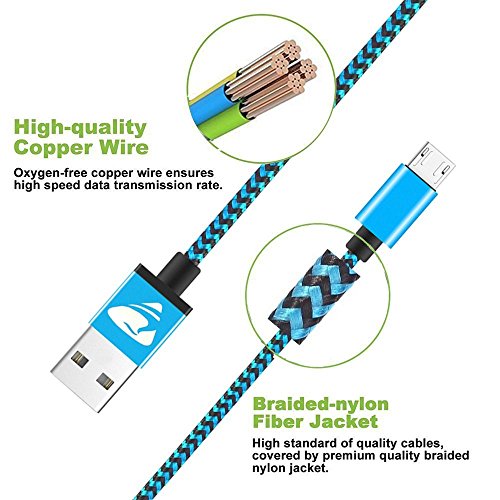 High-quality
Copper Wire
Oxygen-free copper wire ensures
high speed data transmission rate.
Braided-nylon
Fiber Jacket
High standard of quality cables,
covered by premium quality braided
nylon jacket.